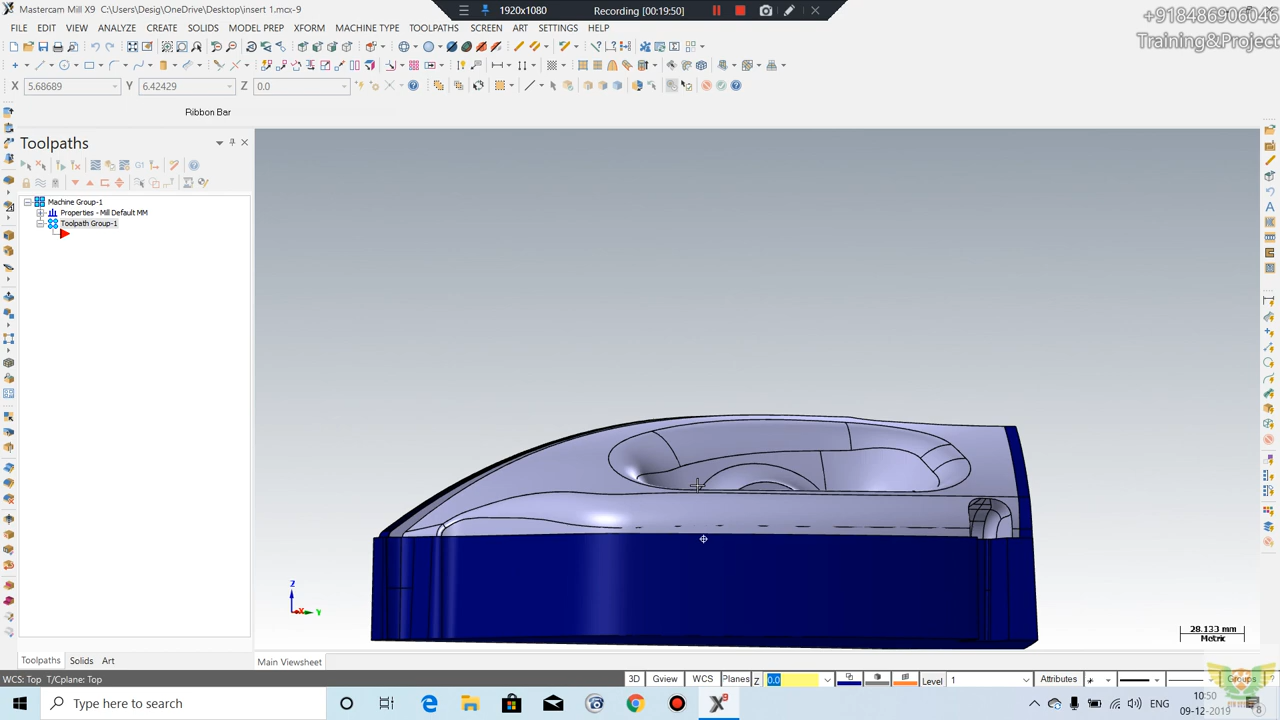 Mastercam Mill X9 C:\Users\Desig\OneDrive\Desktop\insert 1.mcx-9
1920x1080
Recording [00:19:50]
+918486906046
Training&Project
FILE EDIT VIEW ANALYZE CREATE SOLIDS MODEL PREP XFORM MACHINE TYPE TOOLPATHS SCREEN ART SETTINGS HELP
X 5.68689 Y 6.42429 Z 0.0
Ribbon Bar
Toolpaths
G1
Machine Group-1
Properties - Mill Default MM
Toolpath Group-1
Z
X Y
28.133 mm
Metric
Toolpaths Solids Art
Main Viewsheet
WCS: Top T/Cplane: Top
3D Gview WCS Planes Z 0.0 Level 1 Attributes Groups ?
Type here to search
ENG
10:50
09-12-2019
8